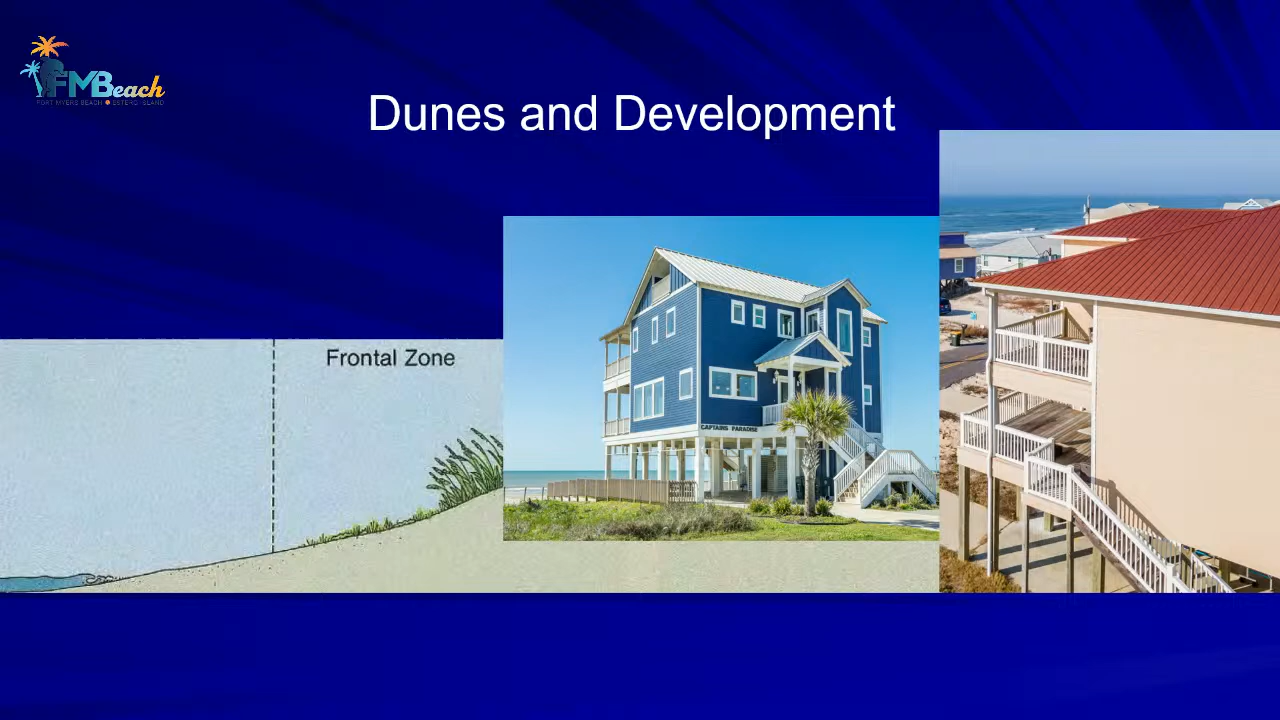 FMBeach
FORT MYERS BEACH ESTERO ISLAND
Dunes and Development
Frontal Zone
CAPTAINS PARADISE